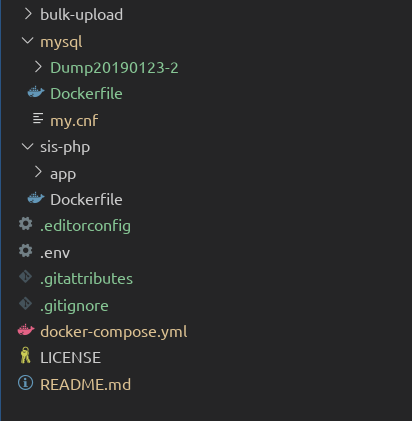 bulk-upload
mysql
Dump20190123-2
Dockerfile
my.cnf
sis-php
app
Dockerfile
.editorconfig
.env
.gitattributes
.gitignore
docker-compose.yml
LICENSE
README.md